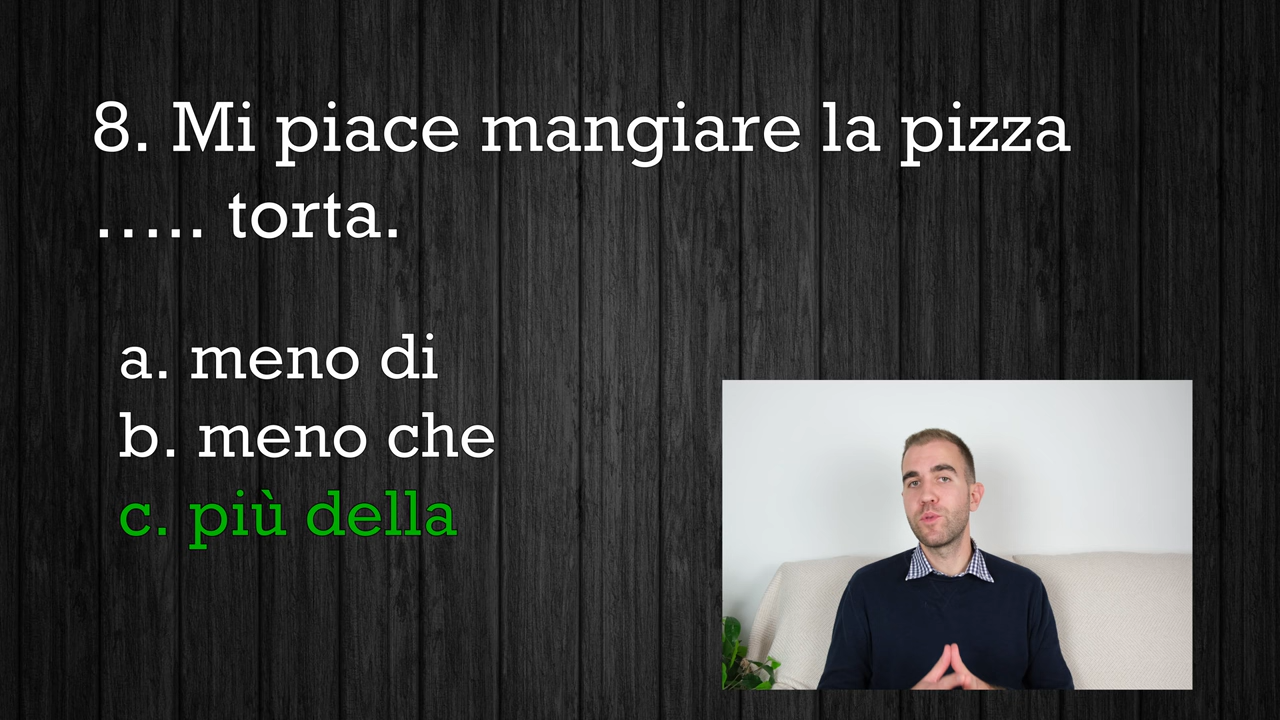 8. Mi piace mangiare la pizza
..... torta.
a. meno di
b. meno che
c. più della